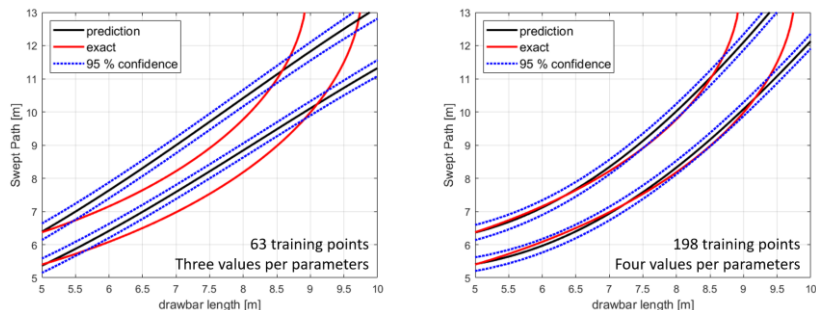 13
12
11
10
9
8
7
6
5
Swept Path [m]
prediction
exact
95 % confidence
63 training points
Three values per parameters
5 5.5 6 6.5 7 7.5 8 8.5 9 9.5 10
drawbar length [m]
13
12
11
10
9
8
7
6
5
Swept Path [m]
prediction
exact
95 % confidence
198 training points
Four values per parameters
5 5.5 6 6.5 7 7.5 8 8.5 9 9.5 10
drawbar length [m]